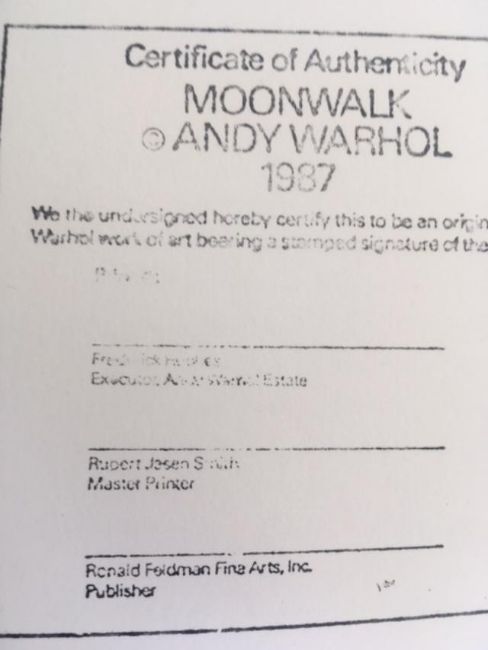 Certificate of Authenticity
MOONWALK
© ANDY WARHOL
1987
We the undersigned hereby certify this to be an origin
Warhol work of art bearing a stamped signature of the
Frederick Hughes
Executor, Andy Warhol Estate
Rupert Jasen Smith
Master Printer
Ronald Feldman Fine Arts, Inc.
Publisher